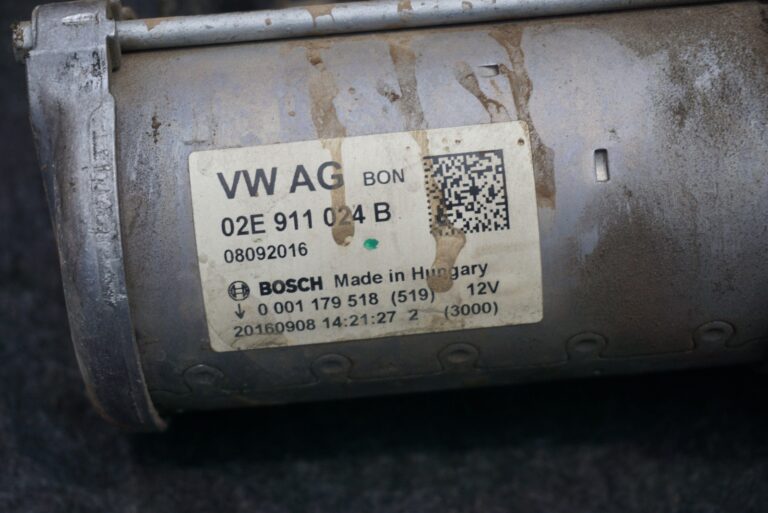 VW AG BON
02E 911 024 B
08092016
BOSCH Made in Hungary
↓ 0 001 179 518 (519) 12V
20160908 14:21:27 2 (3000)